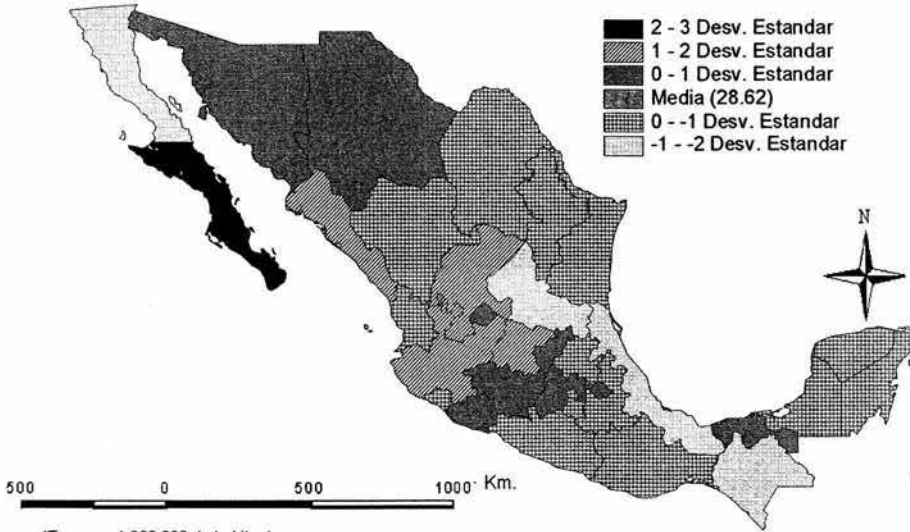 2 - 3 Desv. Estandar
1 - 2 Desv. Estandar
0 - 1 Desv. Estandar
Media (28.62)
0 - -1 Desv. Estandar
-1 - -2 Desv. Estandar
N
500 0 500 1000 Km.